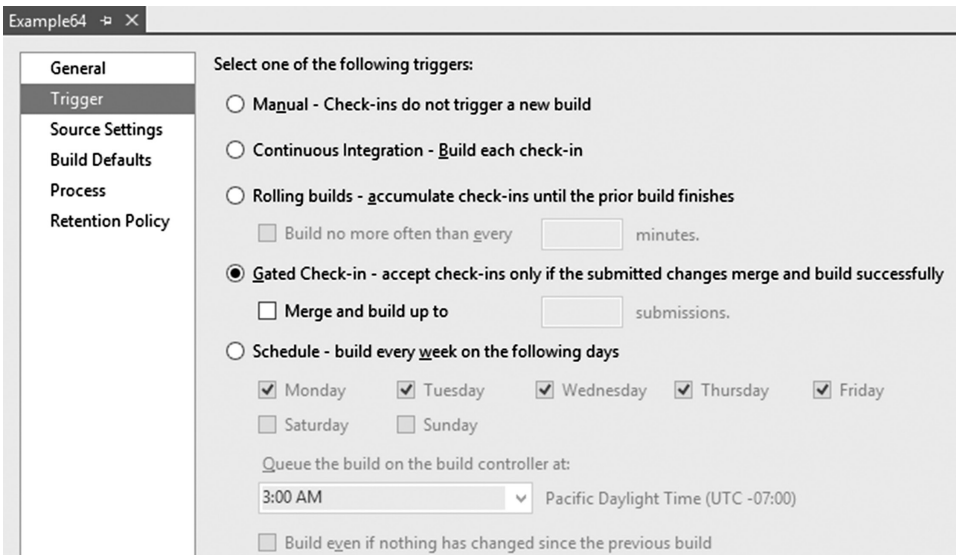 Example64
General
Trigger
Source Settings
Build Defaults
Process
Retention Policy
Select one of the following triggers:
Manual - Check-ins do not trigger a new build
Continuous Integration - Build each check-in
Rolling builds - accumulate check-ins until the prior build finishes
Build no more often than every minutes.
Gated Check-in - accept check-ins only if the submitted changes merge and build successfully
Merge and build up to submissions.
Schedule - build every week on the following days
Monday Tuesday Wednesday Thursday Friday
Saturday Sunday
Queue the build on the build controller at:
3:00 AM Pacific Daylight Time (UTC -07:00)
Build even if nothing has changed since the previous build